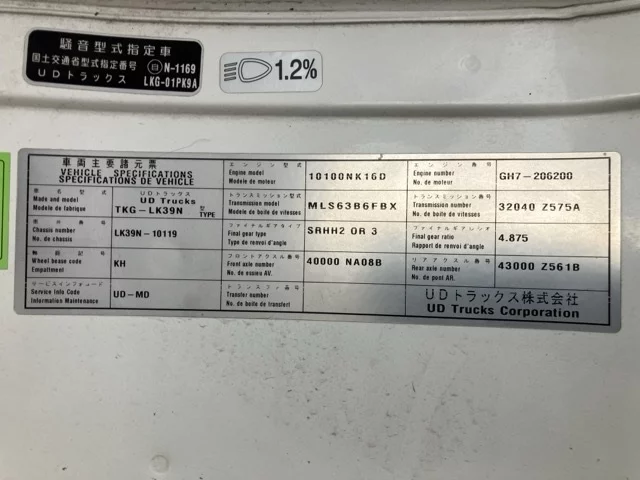 騒音型式指定車
国土交通省型式指定番号 自 N-1169
UDトラックス LKG-01PK9A
1.2%
車両主要諸元票
VEHICLE SPECIFICATIONS
SPECIFICATIONS DE VEHICLE
エンジン型式
Engine model
Modele de moteur
10100NK16D
エンジン番号
Engine number
No. de moteur
GH7-206200
車名型式
Made and model
Modele de fabrique
UDトラックス
UD Trucks
TKG-LK39N 型 TYPE
トランスミッション型式
Transmission model
Modele de boite de vitesses
MLS63B6FBX
トランスミッション番号
Transmission number
No. de boite de vitesses
32040 Z575A
車台番号
Chassis number
No. de chassis
LK39N-10119
ファイナルギアタイプ
Final gear type
Type de renvoi d'angle
SRHH2 OR 3
ファイナルギアレシオ
Final gear ratio
Rapport de renvoi d'angle
4.875
軸距記号
Wheel base code
Empattement
KH
フロントアクスル番号
Front axle number
No. de essieu AV.
40000 NA08B
リアアクスル番号
Rear axle number
No. de pont AR.
43000 Z561B
サービスインフォコード
Service Info Code
Information Maintenance
UD-MD
トランスファ番号
Transfer number
No. de boite de transfert
UDトラックス株式会社
UD Trucks Corporation